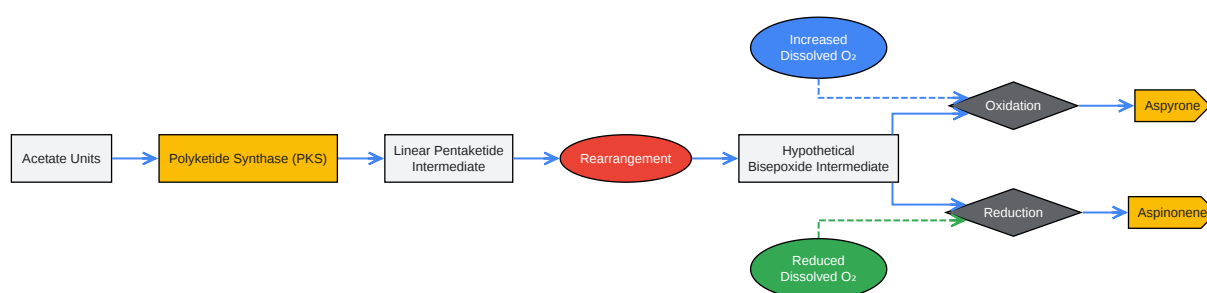 Increased
Dissolved O₂
Oxidation
Aspyrone
Acetate Units
Polyketide Synthase (PKS)
Linear Pentaketide
Intermediate
Rearrangement
Hypothetical
Bisepoxide Intermediate
Reduction
Aspinonene
Reduced
Dissolved O₂